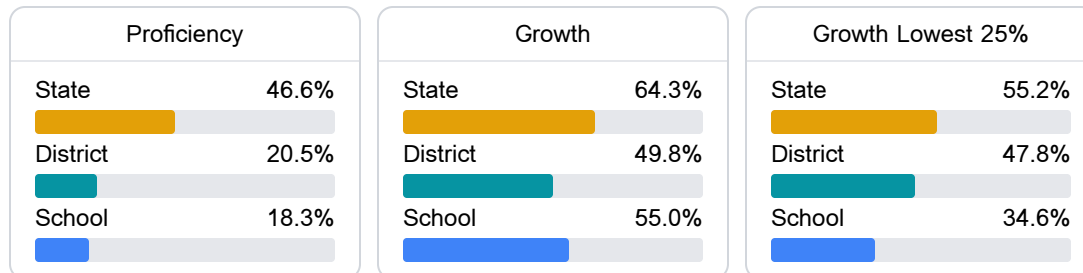 Proficiency
State 46.6%
District 20.5%
School 18.3%
Growth
State 64.3%
District 49.8%
School 55.0%
Growth Lowest 25%
State 55.2%
District 47.8%
School 34.6%